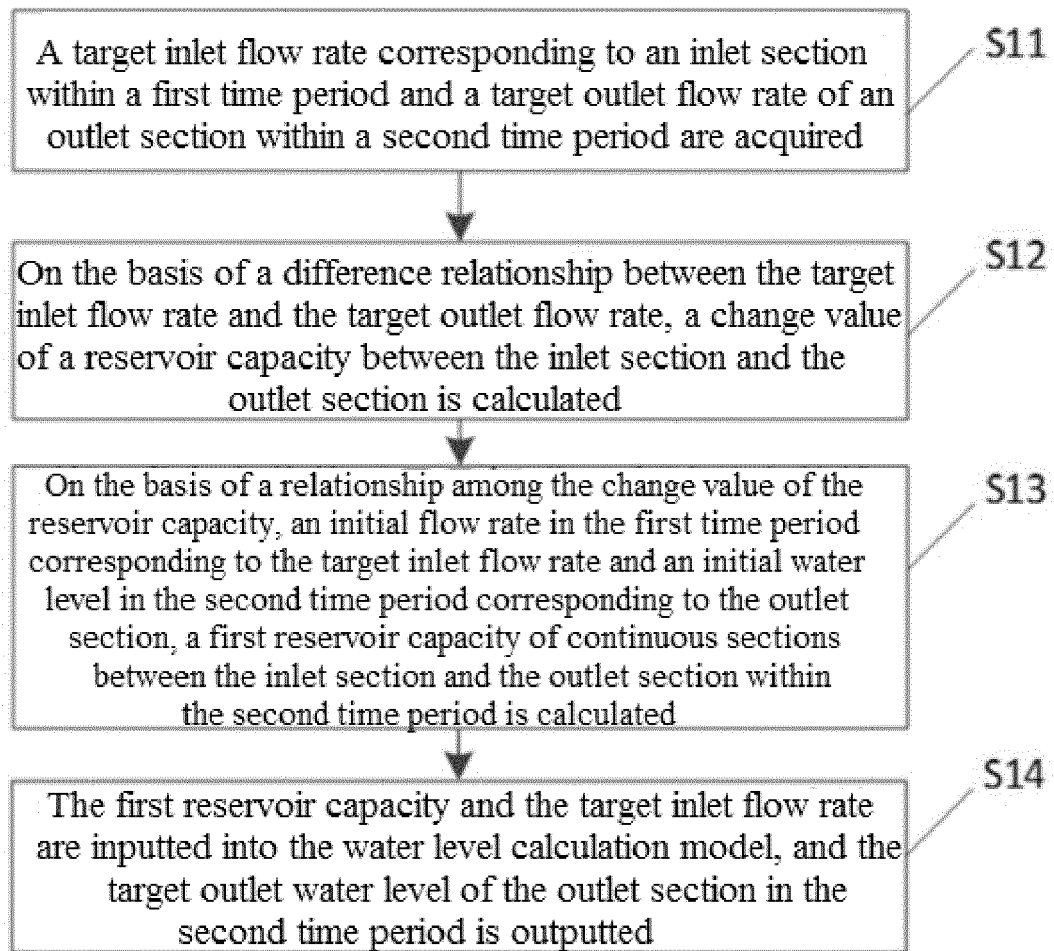 A target inlet flow rate corresponding to an inlet section
within a first time period and a target outlet flow rate of an
outlet section within a second time period are acquired
S11
On the basis of a difference relationship between the target
inlet flow rate and the target outlet flow rate, a change value
of a reservoir capacity between the inlet section and the
outlet section is calculated
S12
On the basis of a relationship among the change value of the
reservoir capacity, an initial flow rate in the first time period
corresponding to the target inlet flow rate and an initial water
level in the second time period corresponding to the outlet
section, a first reservoir capacity of continuous sections
between the inlet section and the outlet section within
the second time period is calculated
S13
The first reservoir capacity and the target inlet flow rate
are inputted into the water level calculation model, and the
target outlet water level of the outlet section in the
second time period is outputted
S14